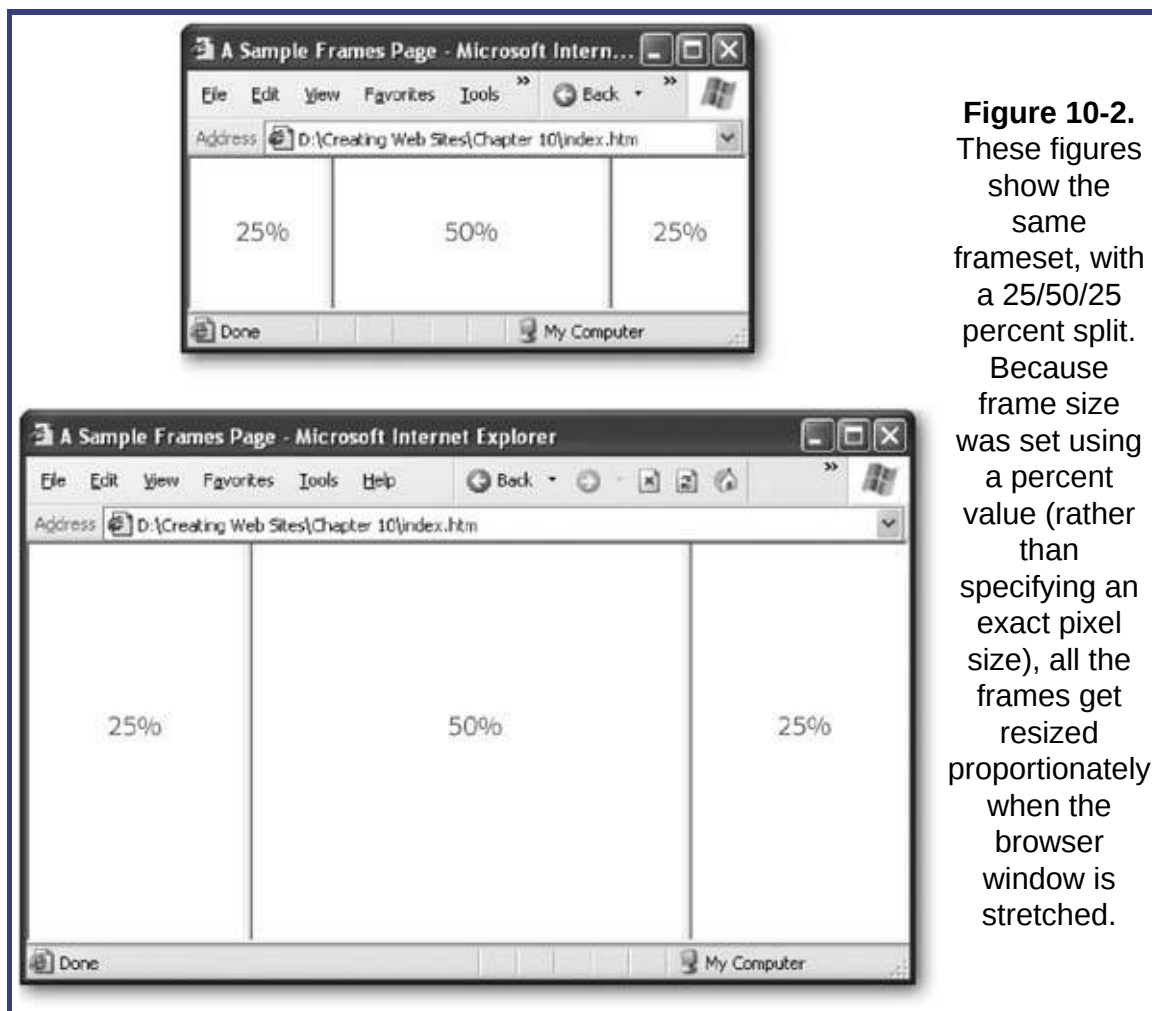 A Sample Frames Page - Microsoft Intern...
File Edit View Favorites Tools » Back »
Address D:\Creating Web Sites\Chapter 10\index.htm
25% 50% 25%
Done My Computer
A Sample Frames Page - Microsoft Internet Explorer
File Edit View Favorites Tools Help Back »
Address D:\Creating Web Sites\Chapter 10\index.htm
25% 50% 25%
Done My Computer
Figure 10-2.
These figures
show the
same
frameset, with
a 25/50/25
percent split.
Because
frame size
was set using
a percent
value (rather
than
specifying an
exact pixel
size), all the
frames get
resized
proportionately
when the
browser
window is
stretched.